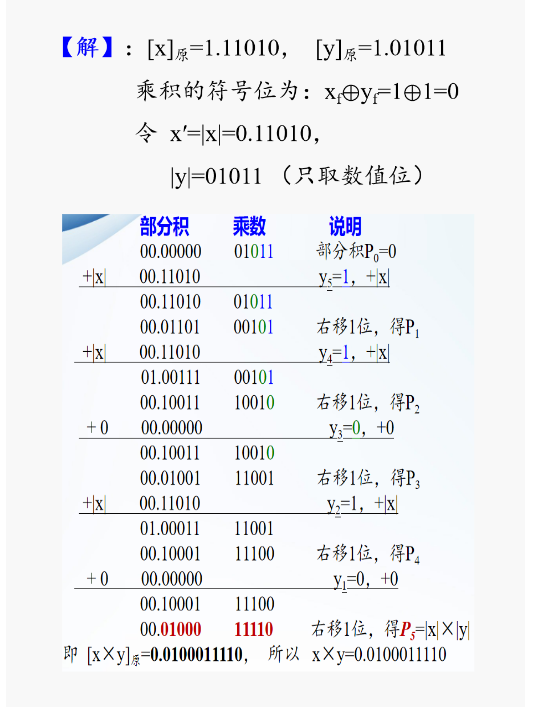 【解】：[x]原=1.11010， [y]原=1.01011
乘积的符号位为：xf⊕yf=1⊕1=0
令 x′=|x|=0.11010，
|y|=01011 （只取数值位）
部分积 乘数 说明
00.00000 01011 部分积P0=0
+|x| 00.11010 y5=1，+|x|
00.11010 01011
00.01101 00101 右移1位，得P1
+|x| 00.11010 y4=1，+|x|
01.00111 00101
00.10011 10010 右移1位，得P2
+0 00.00000 y3=0，+0
00.10011 10010
00.01001 11001 右移1位，得P3
+|x| 00.11010 y2=1，+|x|
01.00011 11001
00.10001 11100 右移1位，得P4
+0 00.00000 y1=0，+0
00.10001 11100
00.01000 11110 右移1位，得P5=|x|×|y|
即 [x×y]原=0.0100011110， 所以 x×y=0.0100011110